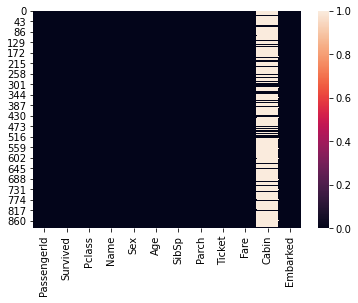 0
43
86
129
172
215
258
301
344
387
430
473
516
559
602
645
688
731
774
817
860
PassengerId
Survived
Pclass
Name
Sex
Age
SibSp
Parch
Ticket
Fare
Cabin
Embarked
1.0
0.8
0.6
0.4
0.2
0.0